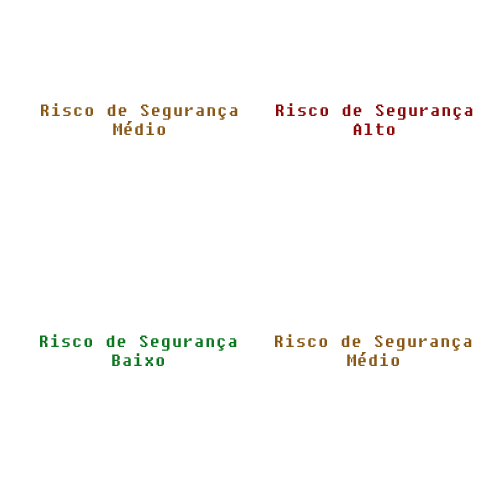 Risco de Segurança
Médio
Risco de Segurança
Alto
Risco de Segurança
Baixo
Risco de Segurança
Médio